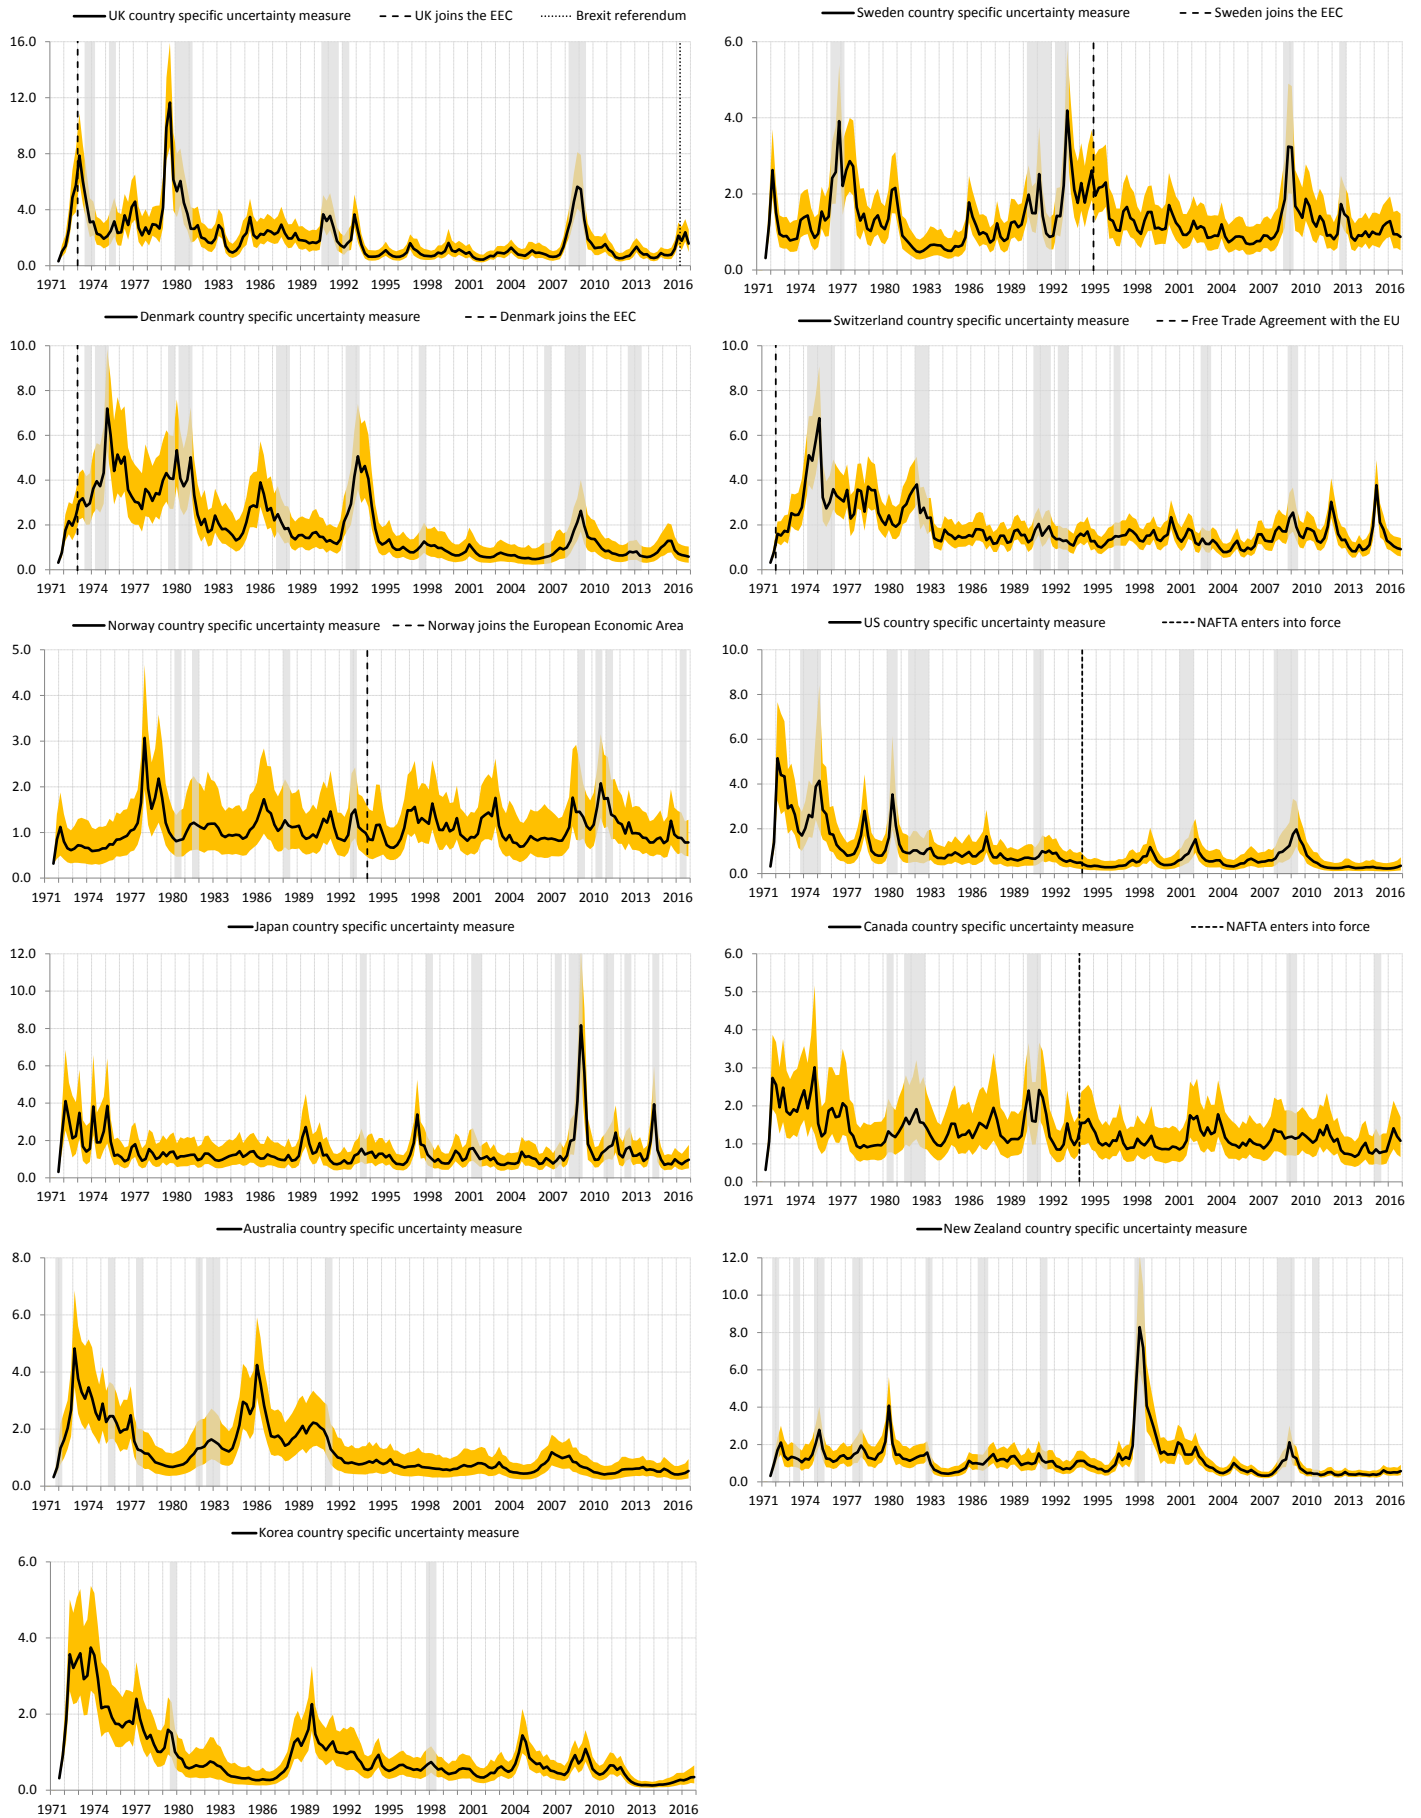 UK country specific uncertainty measure UK joins the EEC Brexit referendum
16.0
12.0
8.0
4.0
0.0
1971 1974 1977 1980 1983 1986 1989 1992 1995 1998 2001 2004 2007 2010 2013 2016
Sweden country specific uncertainty measure Sweden joins the EEC
6.0
4.0
2.0
0.0
1971 1974 1977 1980 1983 1986 1989 1992 1995 1998 2001 2004 2007 2010 2013 2016
Denmark country specific uncertainty measure Denmark joins the EEC
10.0
8.0
6.0
4.0
2.0
0.0
1971 1974 1977 1980 1983 1986 1989 1992 1995 1998 2001 2004 2007 2010 2013 2016
Switzerland country specific uncertainty measure Free Trade Agreement with the EU
10.0
8.0
6.0
4.0
2.0
0.0
1971 1974 1977 1980 1983 1986 1989 1992 1995 1998 2001 2004 2007 2010 2013 2016
Norway country specific uncertainty measure Norway joins the European Economic Area
5.0
4.0
3.0
2.0
1.0
0.0
1971 1974 1977 1980 1983 1986 1989 1992 1995 1998 2001 2004 2007 2010 2013 2016
US country specific uncertainty measure NAFTA enters into force
10.0
8.0
6.0
4.0
2.0
0.0
1971 1974 1977 1980 1983 1986 1989 1992 1995 1998 2001 2004 2007 2010 2013 2016
Japan country specific uncertainty measure
12.0
10.0
8.0
6.0
4.0
2.0
0.0
1971 1974 1977 1980 1983 1986 1989 1992 1995 1998 2001 2004 2007 2010 2013 2016
Canada country specific uncertainty measure NAFTA enters into force
6.0
5.0
4.0
3.0
2.0
1.0
0.0
1971 1974 1977 1980 1983 1986 1989 1992 1995 1998 2001 2004 2007 2010 2013 2016
Australia country specific uncertainty measure
8.0
6.0
4.0
2.0
0.0
1971 1974 1977 1980 1983 1986 1989 1992 1995 1998 2001 2004 2007 2010 2013 2016
New Zealand country specific uncertainty measure
12.0
10.0
8.0
6.0
4.0
2.0
0.0
1971 1974 1977 1980 1983 1986 1989 1992 1995 1998 2001 2004 2007 2010 2013 2016
Korea country specific uncertainty measure
6.0
4.0
2.0
0.0
1971 1974 1977 1980 1983 1986 1989 1992 1995 1998 2001 2004 2007 2010 2013 2016